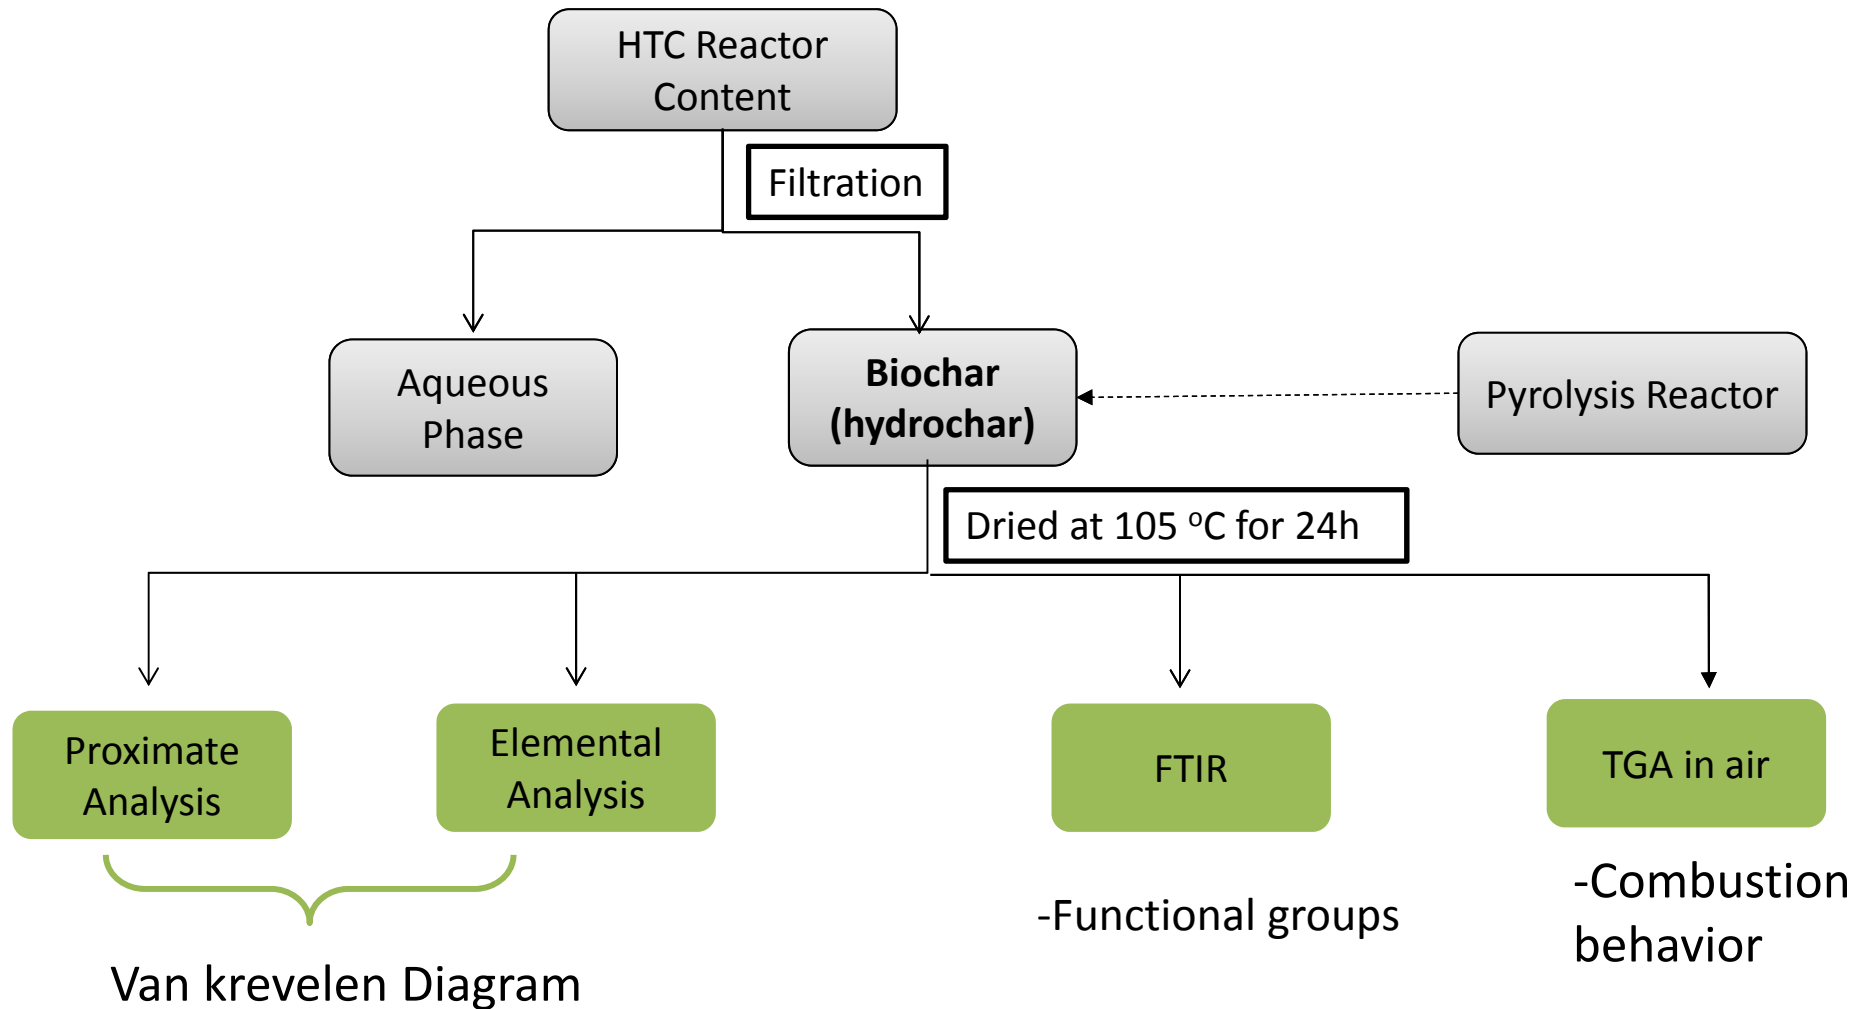 HTC Reactor
Content
Filtration
Aqueous
Phase
Biochar
(hydrochar)
Pyrolysis Reactor
Dried at 105 ºC for 24h
Proximate
Analysis
Elemental
Analysis
FTIR
TGA in air
-Functional groups
-Combustion
behavior
Van krevelen Diagram